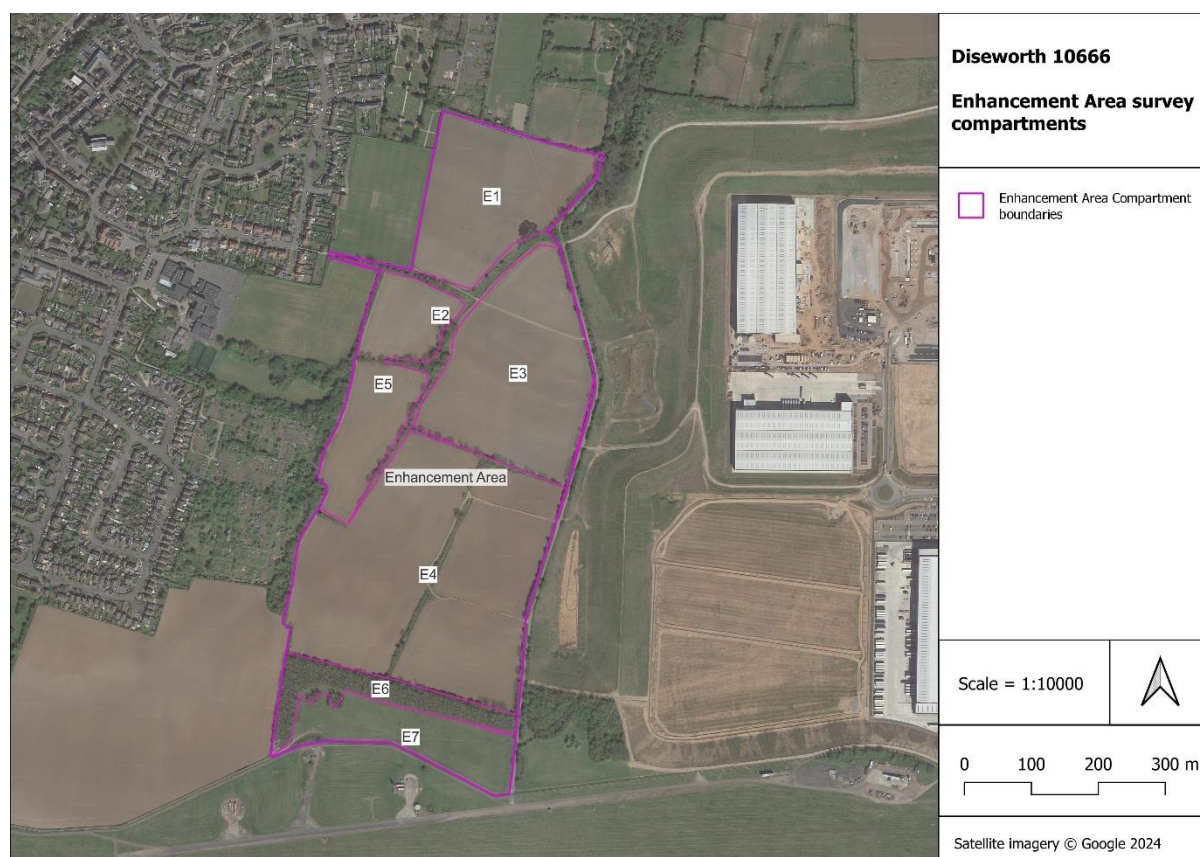 Diseworth 10666
Enhancement Area survey
compartments
Enhancement Area Compartment
boundaries
E1
E2
E3
E5
Enhancement Area
E4
E6
E7
Scale = 1:10000
0 100 200 300 m
Satellite imagery © Google 2024